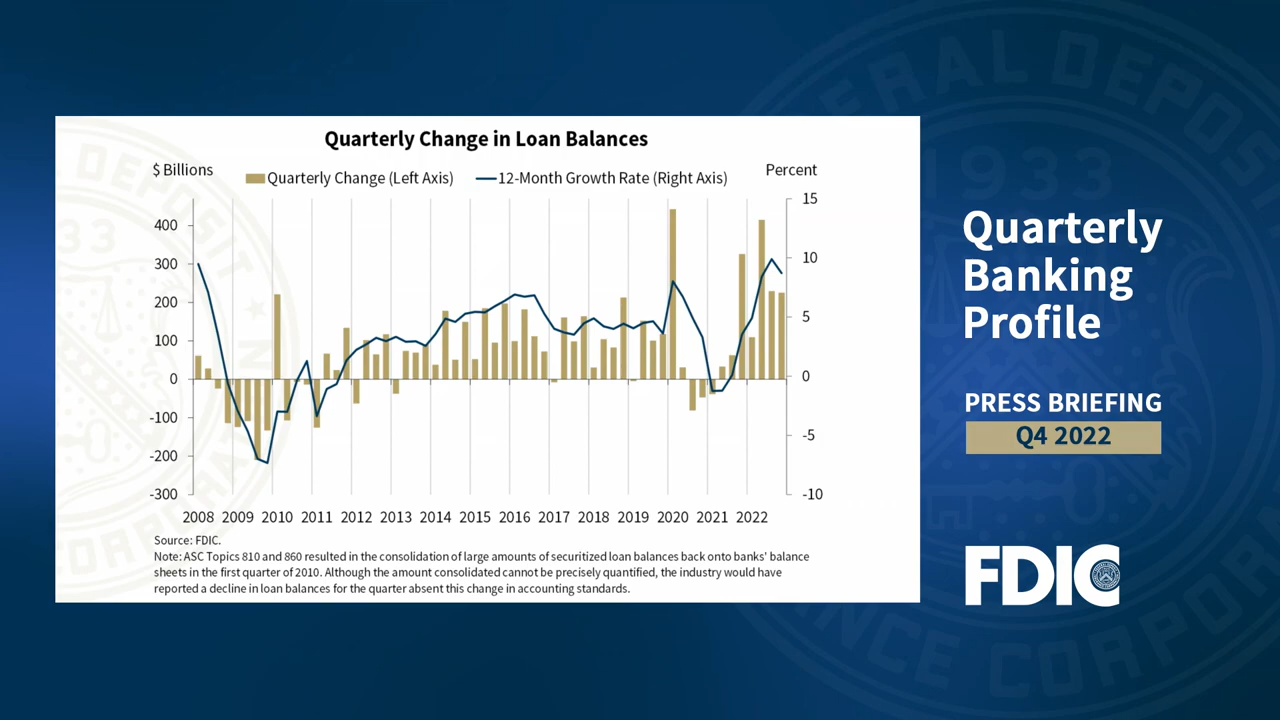 Quarterly Change in Loan Balances
$ Billions
Percent
Quarterly Change (Left Axis)
12-Month Growth Rate (Right Axis)
400
300
200
100
0
-100
-200
-300
15
10
5
0
-5
-10
2008 2009 2010 2011 2012 2013 2014 2015 2016 2017 2018 2019 2020 2021 2022
Source: FDIC.
Note: ASC Topics 810 and 860 resulted in the consolidation of large amounts of securitized loan balances back onto banks' balance
sheets in the first quarter of 2010. Although the amount consolidated cannot be precisely quantified, the industry would have
reported a decline in loan balances for the quarter absent this change in accounting standards.
Quarterly
Banking
Profile
PRESS BRIEFING
Q4 2022
FDIC
1933